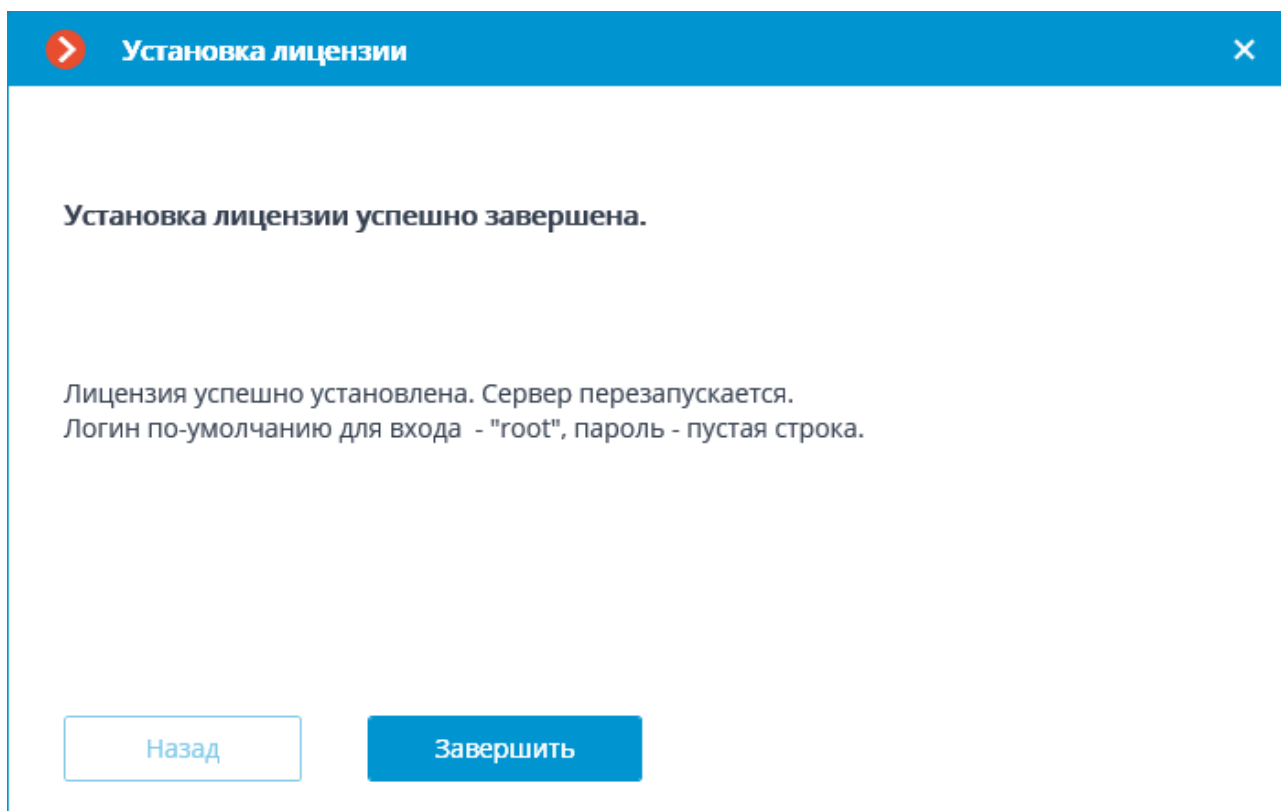 Установка лицензии
Установка лицензии успешно завершена.
Лицензия успешно установлена. Сервер перезапускается.
Логин по-умолчанию для входа  - "root", пароль - пустая строка.
Назад
Завершить